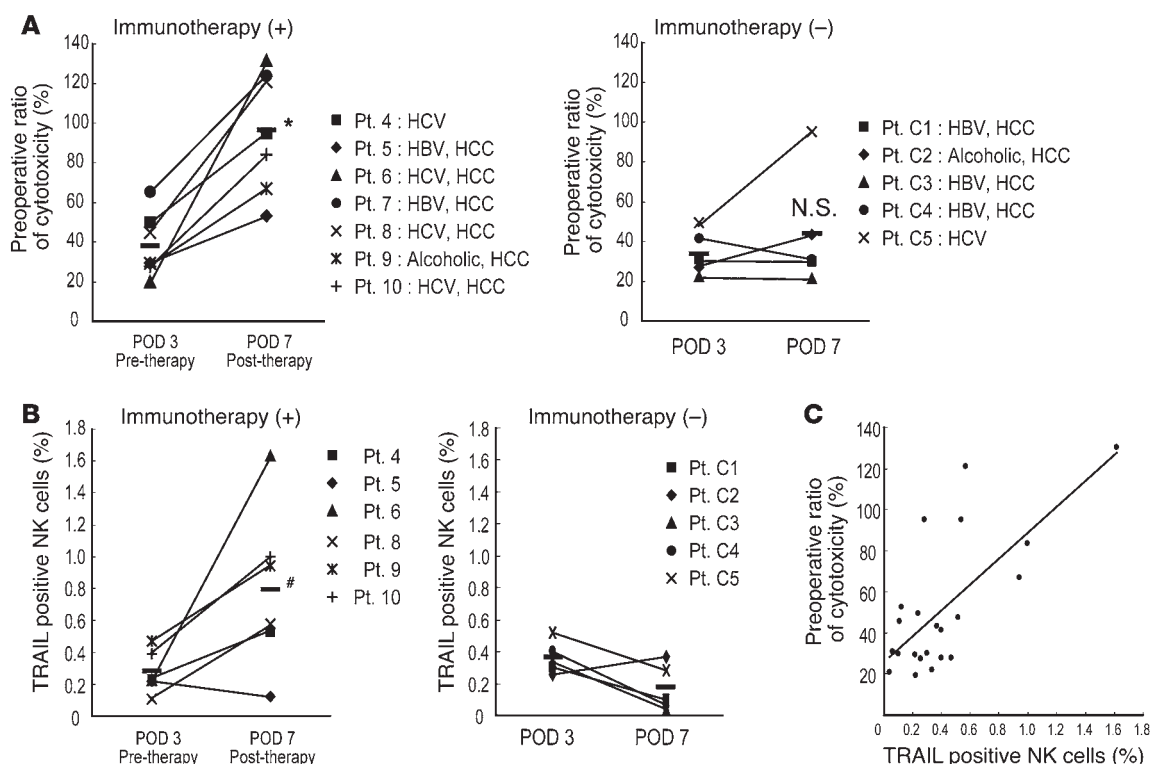 A
Immunotherapy (+)
Preoperative ratio
of cytotoxicity (%)
140
120
100
80
60
40
20
0
*
POD 3
Pre-therapy
POD 7
Post-therapy
Pt. 4 : HCV
Pt. 5 : HBV, HCC
Pt. 6 : HCV, HCC
Pt. 7 : HBV, HCC
Pt. 8 : HCV, HCC
Pt. 9 : Alcoholic, HCC
Pt. 10 : HCV, HCC
Immunotherapy (–)
Preoperative ratio
of cytotoxicity (%)
140
120
100
80
60
40
20
0
N.S.
POD 3
POD 7
Pt. C1 : HBV, HCC
Pt. C2 : Alcoholic, HCC
Pt. C3 : HBV, HCC
Pt. C4 : HBV, HCC
Pt. C5 : HCV
B
Immunotherapy (+)
TRAIL positive NK cells (%)
1.8
1.6
1.4
1.2
1.0
0.8
0.6
0.4
0.2
0
#
POD 3
Pre-therapy
POD 7
Post-therapy
Pt. 4
Pt. 5
Pt. 6
Pt. 8
Pt. 9
Pt. 10
Immunotherapy (–)
TRAIL positive NK cells (%)
1.8
1.6
1.4
1.2
1.0
0.8
0.6
0.4
0.2
0
POD 3
POD 7
Pt. C1
Pt. C2
Pt. C3
Pt. C4
Pt. C5
C
Preoperative ratio
of cytotoxicity (%)
140
120
100
80
60
40
20
0 0.2 0.4 0.6 0.8 1.0 1.2 1.4 1.6 1.8
TRAIL positive NK cells (%)